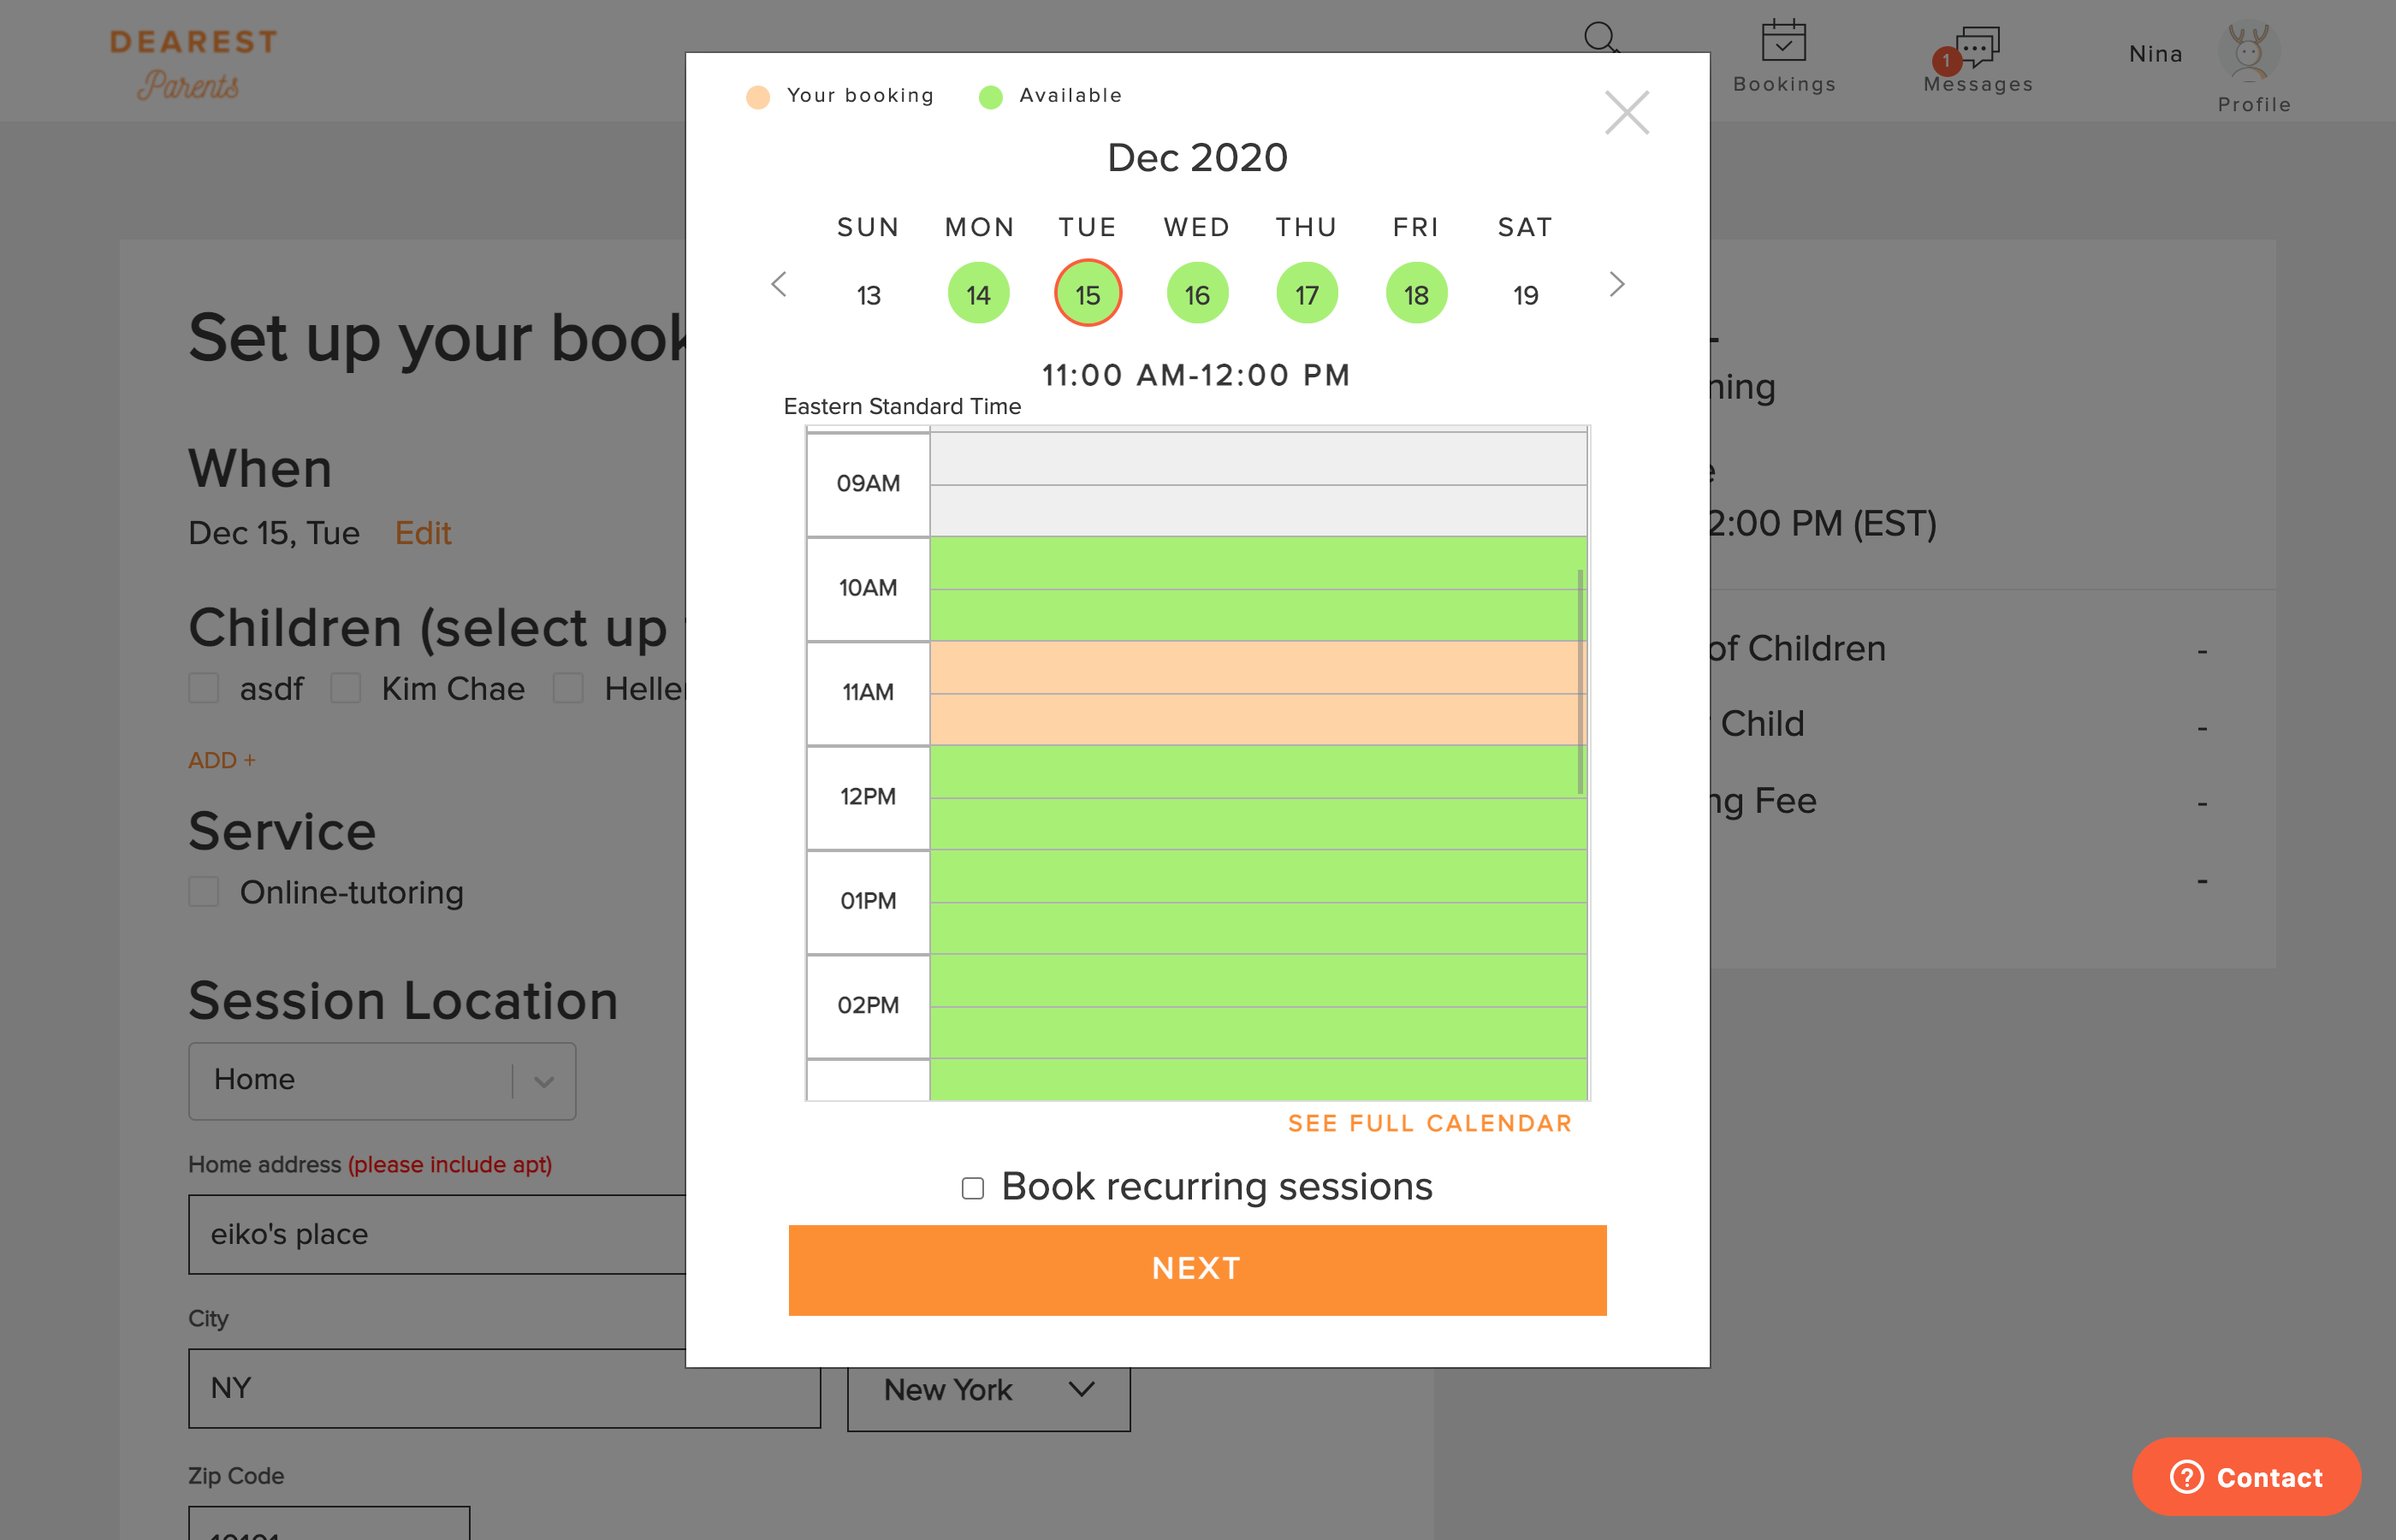 DEAREST
Parents
Bookings
1
Messages
Nina
Profile
Your booking
Available
Dec 2020
SUN MON TUE WED THU FRI SAT
13 14 15 16 17 18 19
11:00 AM-12:00 PM
Eastern Standard Time
09AM
10AM
11AM
12PM
01PM
02PM
SEE FULL CALENDAR
Book recurring sessions
NEXT
Set up your book
When
Dec 15, Tue Edit
Children (select up
asdf Kim Chae Helle
ADD +
Service
Online-tutoring
Session Location
Home
Home address (please include apt)
eiko's place
City
NY
New York
Zip Code
ning
2:00 PM (EST)
of Children -
Child -
ng Fee -
-
? Contact